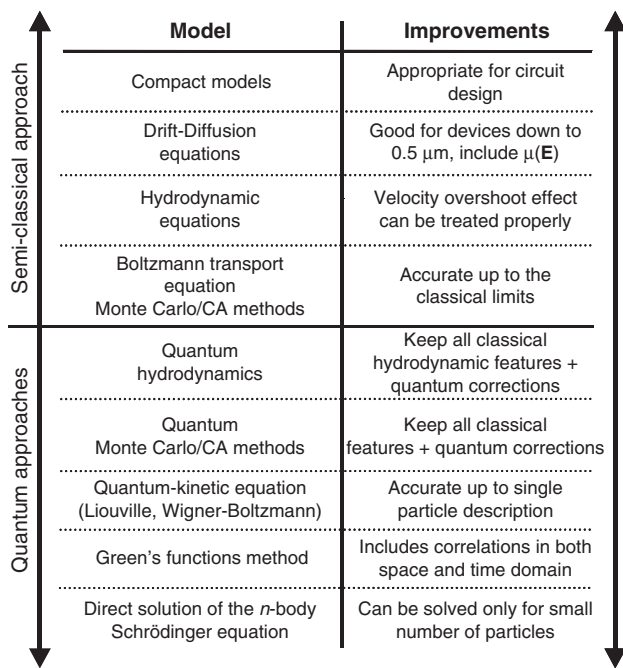 Model
Improvements
Semi-classical approach
Compact models
Appropriate for circuit
design
Drift-Diffusion
equations
Good for devices down to
0.5 μm, include μ(E)
Hydrodynamic
equations
Velocity overshoot effect
can be treated properly
Boltzmann transport
equation
Monte Carlo/CA methods
Accurate up to the
classical limits
Quantum approaches
Quantum
hydrodynamics
Keep all classical
hydrodynamic features +
quantum corrections
Quantum
Monte Carlo/CA methods
Keep all classical
features + quantum corrections
Quantum-kinetic equation
(Liouville, Wigner-Boltzmann)
Accurate up to single
particle description
Green's functions method
Includes correlations in both
space and time domain
Direct solution of the n-body
Schrödinger equation
Can be solved only for small
number of particles